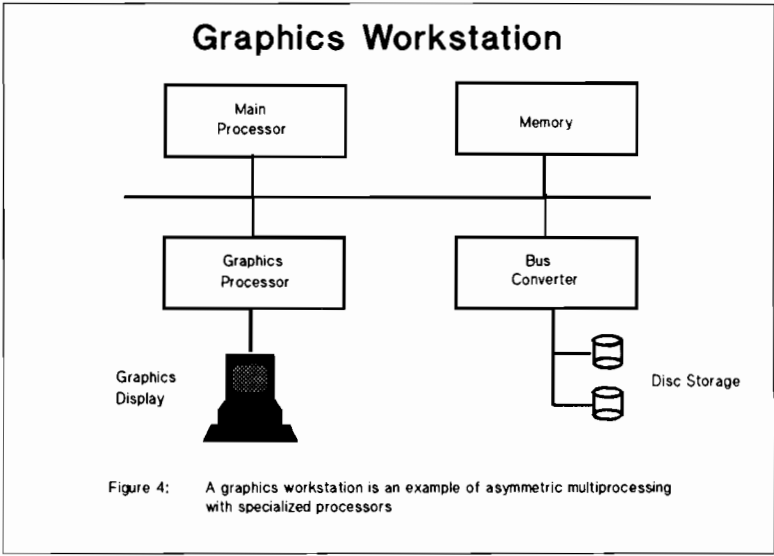 Graphics Workstation
Main
Processor
Memory
Graphics
Processor
Bus
Converter
Graphics
Display
Disc Storage
Figure 4: A graphics workstation is an example of asymmetric multiprocessing
with specialized processors